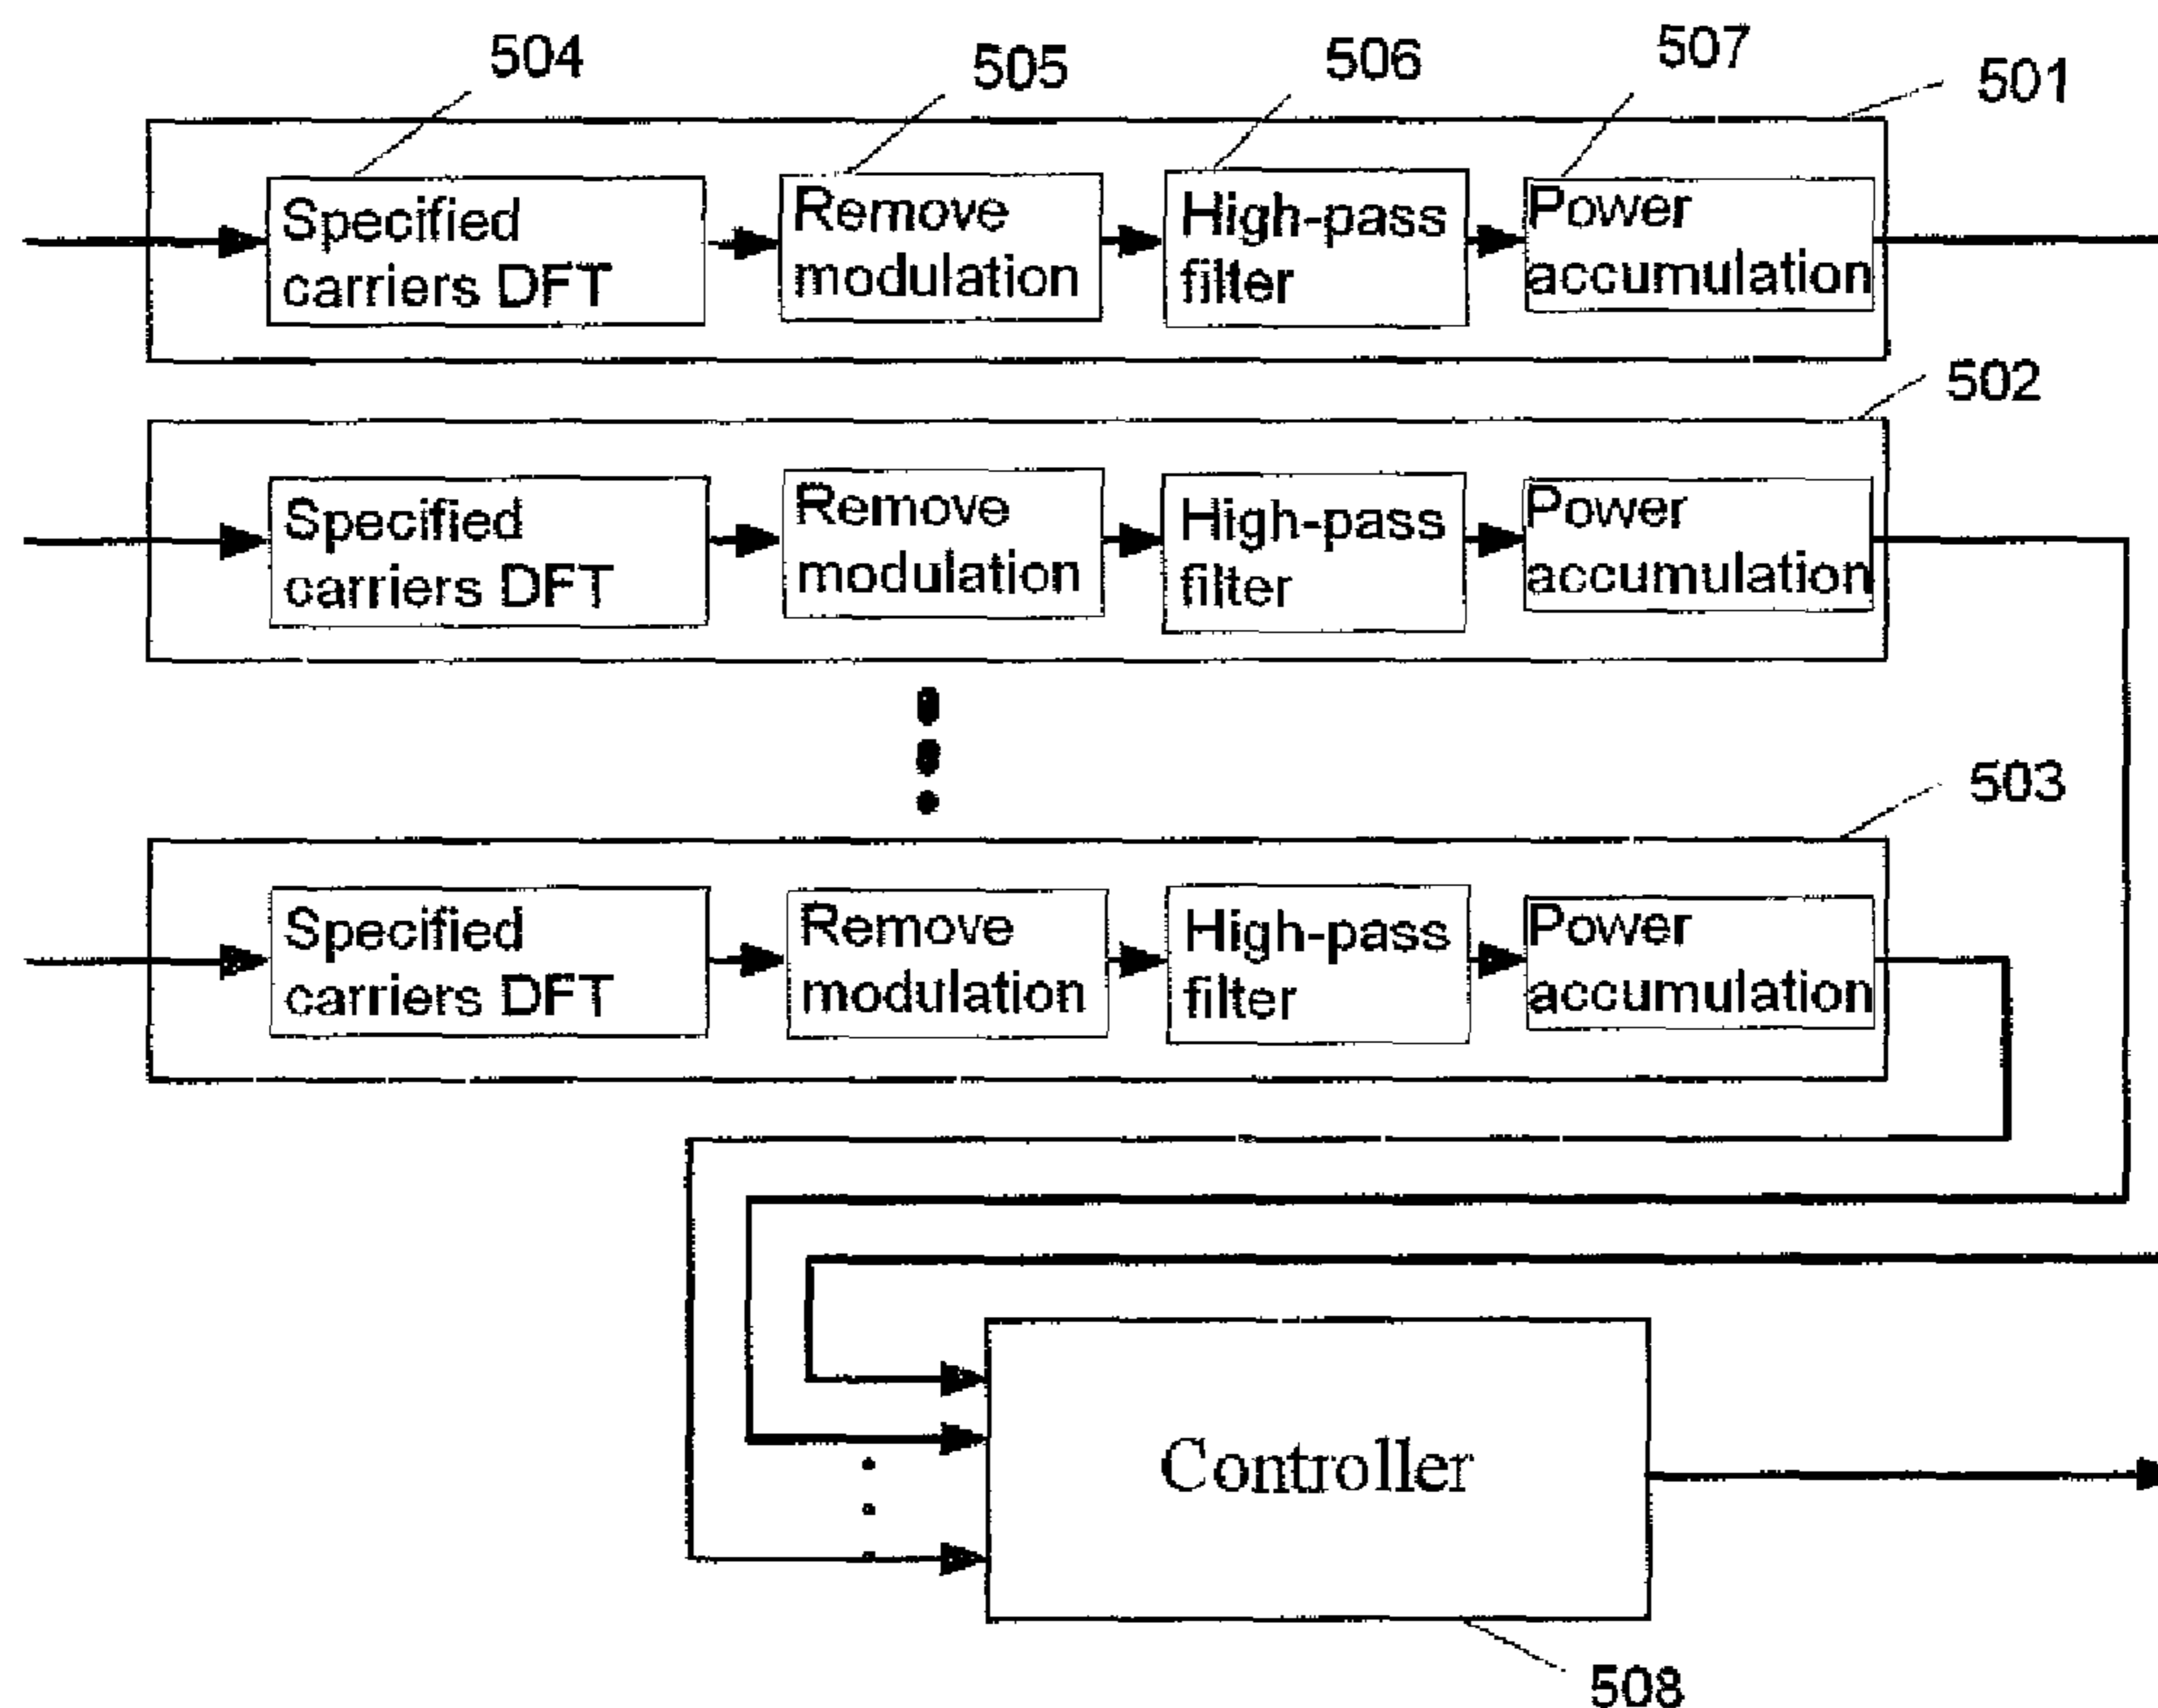 504
505
506
507
501
Specified
carriers DFT
Remove
modulation
High-pass
filter
Power
accumulation
502
Specified
carriers DFT
Remove
modulation
High-pass
filter
Power
accumulation
503
Specified
carriers DFT
Remove
modulation
High-pass
filter
Power
accumulation
Controller
508